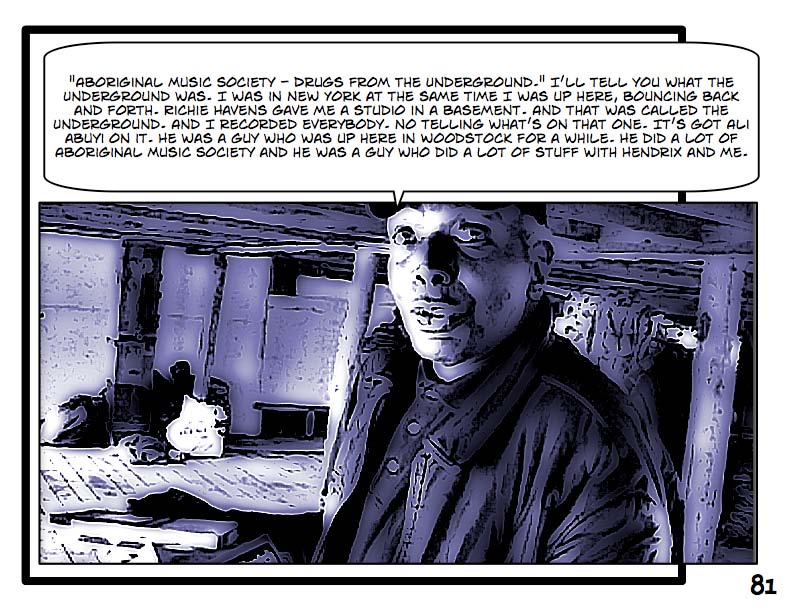 "ABORIGINAL MUSIC SOCIETY - DRUGS FROM THE UNDERGROUND." I'LL TELL YOU WHAT THE
UNDERGROUND WAS. I WAS IN NEW YORK AT THE SAME TIME I WAS UP HERE, BOUNCING BACK
AND FORTH. RICHIE HAVENS GAVE ME A STUDIO IN A BASEMENT. AND THAT WAS CALLED THE
UNDERGROUND. AND I RECORDED EVERYBODY. NO TELLING WHAT'S ON THAT ONE. IT'S GOT ALI
ABUYI ON IT. HE WAS A GUY WHO WAS UP HERE IN WOODSTOCK FOR A WHILE. HE DID A LOT OF
ABORIGINAL MUSIC SOCIETY AND HE WAS A GUY WHO DID A LOT OF STUFF WITH HENDRIX AND ME.
81